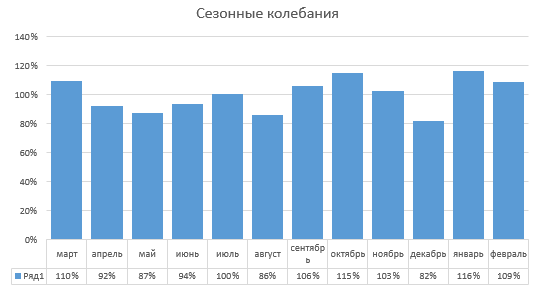 Сезонные колебания
140%
120%
100%
80%
60%
40%
20%
0%
март апрель май июнь июль август сентябрь октябрь ноябрь декабрь январь февраль
Ряд1 110% 92% 87% 94% 100% 86% 106% 115% 103% 82% 116% 109%